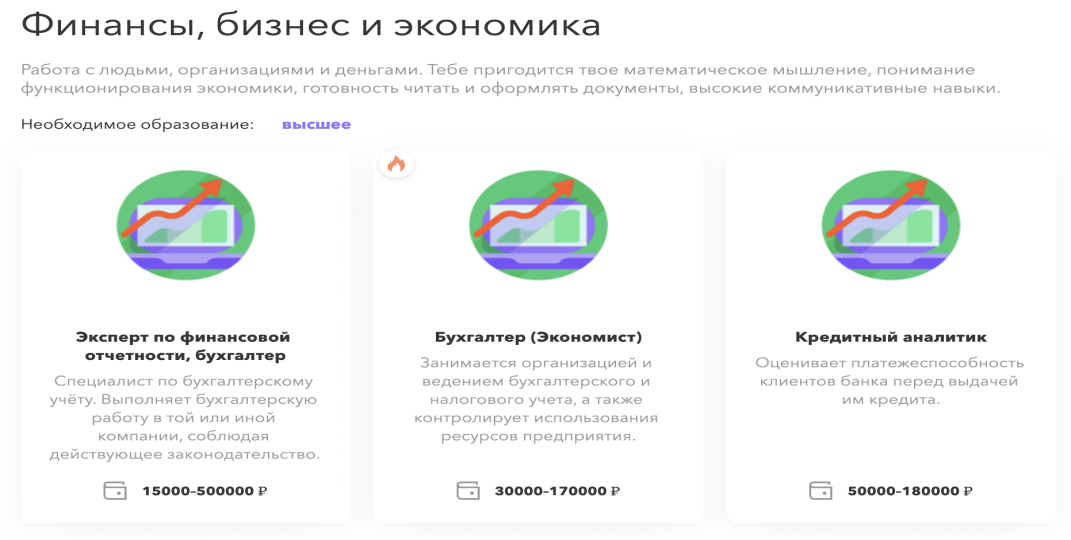 Финансы, бизнес и экономика
Работа с людьми, организациями и деньгами. Тебе пригодится твое математическое мышление, понимание
функционирования экономики, готовность читать и оформлять документы, высокие коммуникативные навыки.
Необходимое образование: высшее
Эксперт по финансовой
отчетности, бухгалтер
Специалист по бухгалтерскому
учёту. Выполняет бухгалтерскую
работу в той или иной
компании, соблюдая
действующее законодательство.
15000–500000 ₽
Бухгалтер (Экономист)
Занимается организацией и
ведением бухгалтерского и
налогового учета, а также
контролирует использования
ресурсов предприятия.
30000–170000 ₽
Кредитный аналитик
Оценивает платежеспособность
клиентов банка перед выдачей
им кредита.
50000–180000 ₽